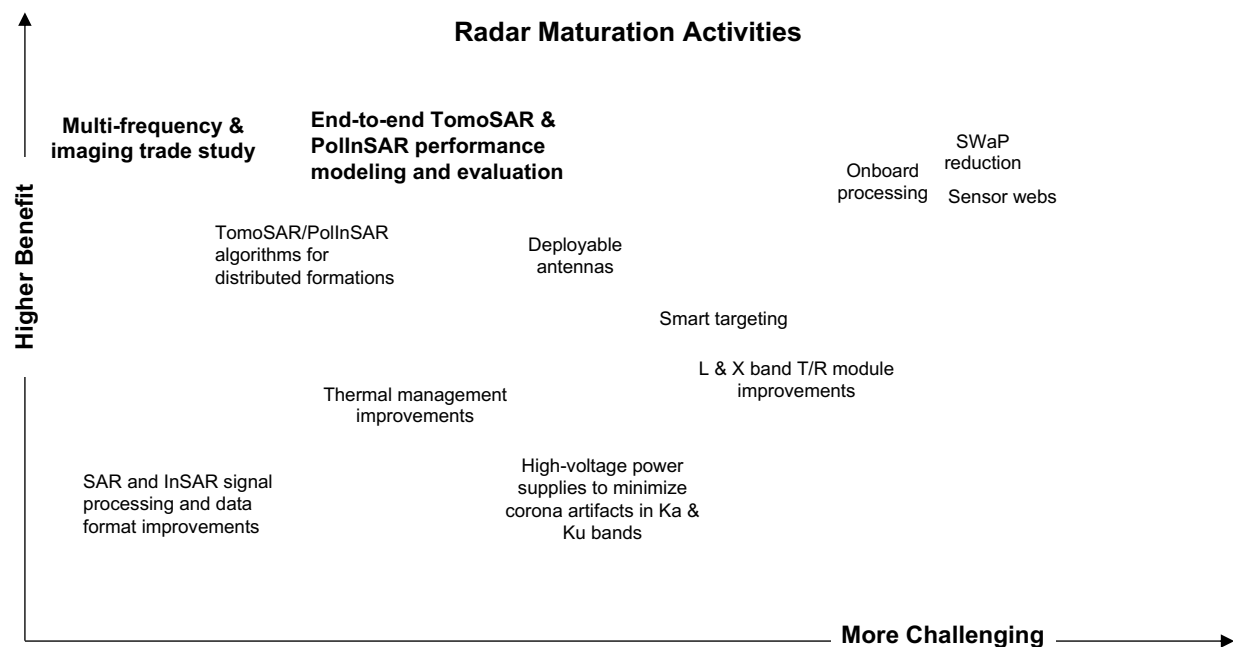 Radar Maturation Activities
Higher Benefit
Multi-frequency &
imaging trade study
End-to-end TomoSAR &
PolInSAR performance
modeling and evaluation
SWaP
reduction
Onboard
processing
Sensor webs
TomoSAR/PolInSAR
algorithms for
distributed formations
Deployable
antennas
Smart targeting
L & X band T/R module
improvements
Thermal management
improvements
SAR and InSAR signal
processing and data
format improvements
High-voltage power
supplies to minimize
corona artifacts in Ka &
Ku bands
More Challenging